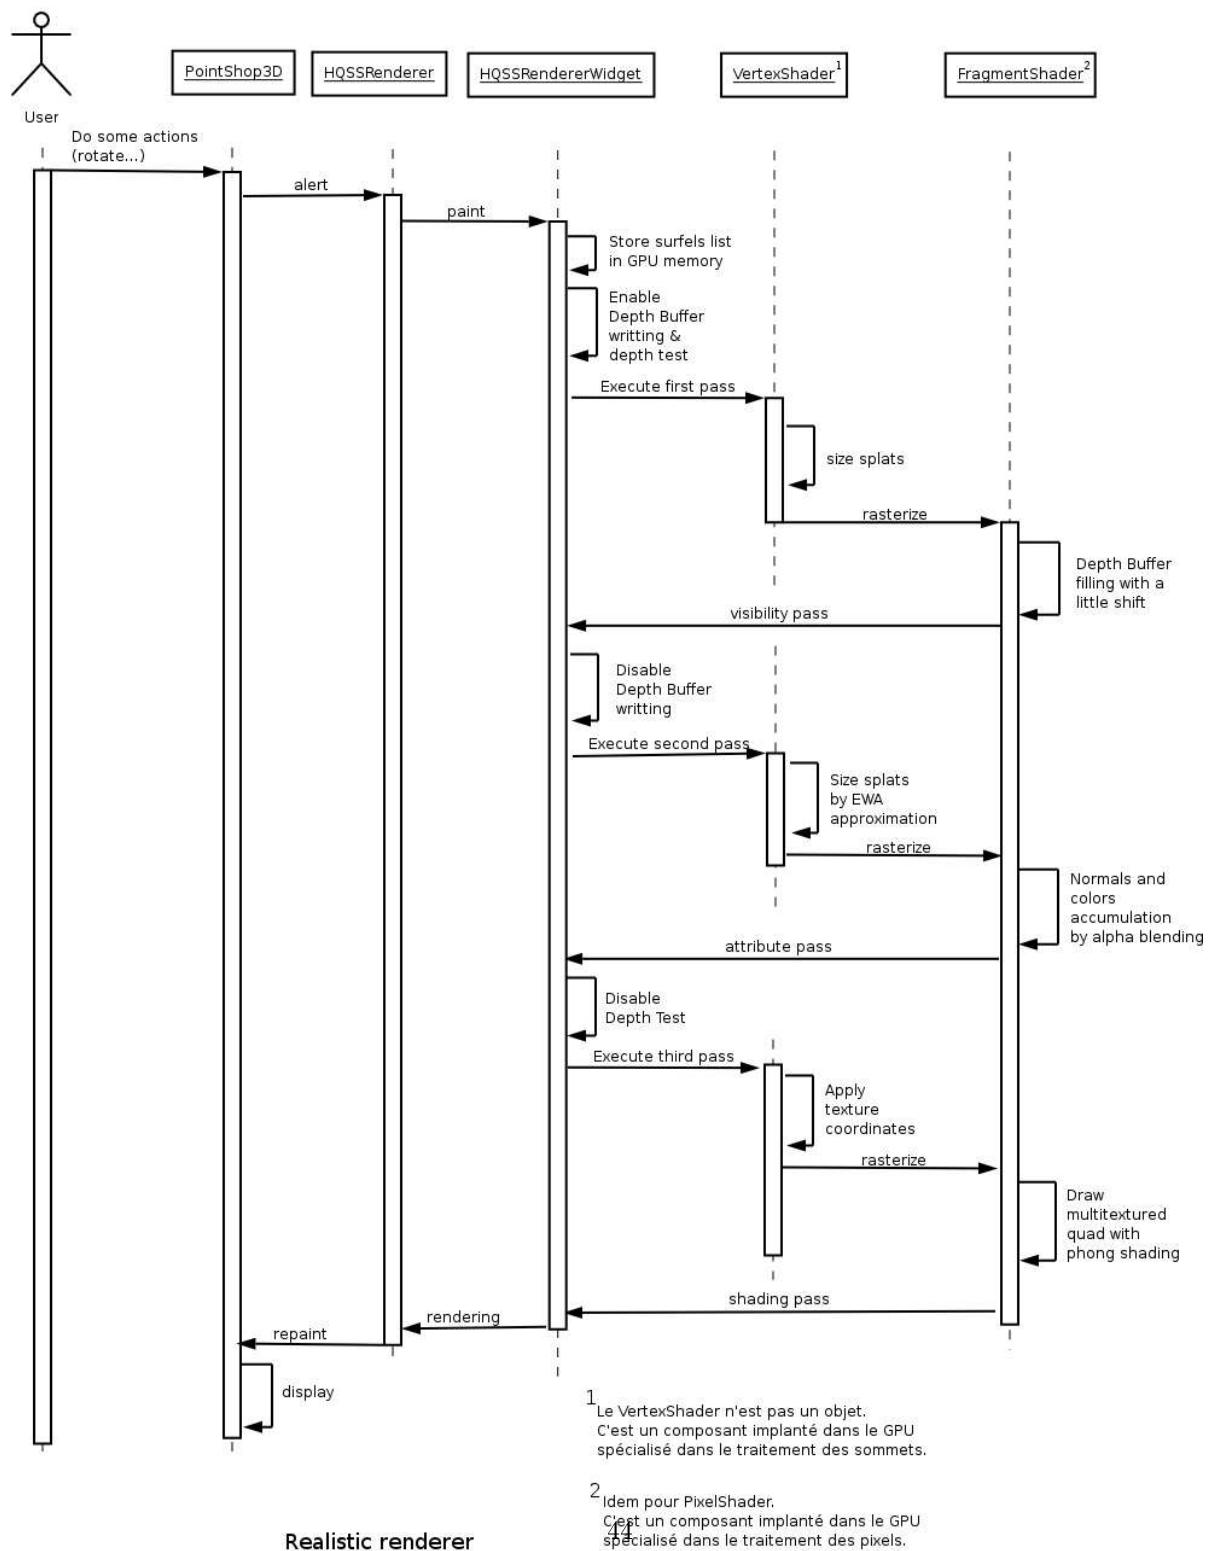 PointShop3D
HQSSRenderer
HQSSRendererWidget
VertexShader1
FragmentShader2
User
Do some actions
(rotate...)
alert
paint
Store surfels list
in GPU memory
Enable
Depth Buffer
writting &
depth test
Execute first pass
size splats
rasterize
Depth Buffer
filling with a
little shift
visibility pass
Disable
Depth Buffer
writting
Execute second pass
Size splats
by EWA
approximation
rasterize
Normals and
colors
accumulation
by alpha blending
attribute pass
Disable
Depth Test
Execute third pass
Apply
texture
coordinates
rasterize
Draw
multitextured
quad with
phong shading
shading pass
rendering
repaint
display
1
Le VertexShader n'est pas un objet.
C'est un composant implanté dans le GPU
spécialisé dans le traitement des sommets.
2
Idem pour PixelShader.
C'est un composant implanté dans le GPU
spécialisé dans le traitement des pixels.
44
Realistic renderer